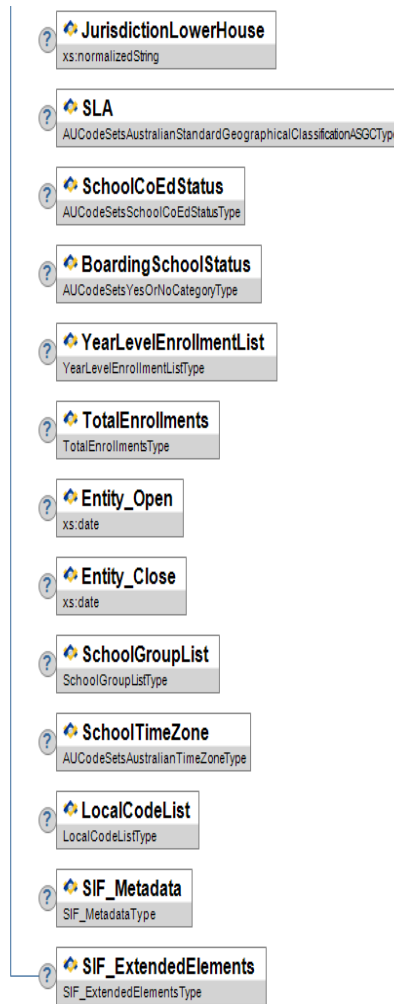 ?
JurisdictionLowerHouse
xs:normalizedString
?
SLA
AUCodeSetsAustralianStandardGeographicalClassificationASGCType
?
SchoolCoEdStatus
AUCodeSetsSchoolCoEdStatusType
?
BoardingSchoolStatus
AUCodeSetsYesOrNoCategoryType
?
YearLevelEnrollmentList
YearLevelEnrollmentListType
?
TotalEnrollments
TotalEnrollmentsType
?
Entity_Open
xs:date
?
Entity_Close
xs:date
?
SchoolGroupList
SchoolGroupListType
?
SchoolTimeZone
AUCodeSetsAustralianTimeZoneType
?
LocalCodeList
LocalCodeListType
?
SIF_Metadata
SIF_MetadataType
?
SIF_ExtendedElements
SIF_ExtendedElementsType